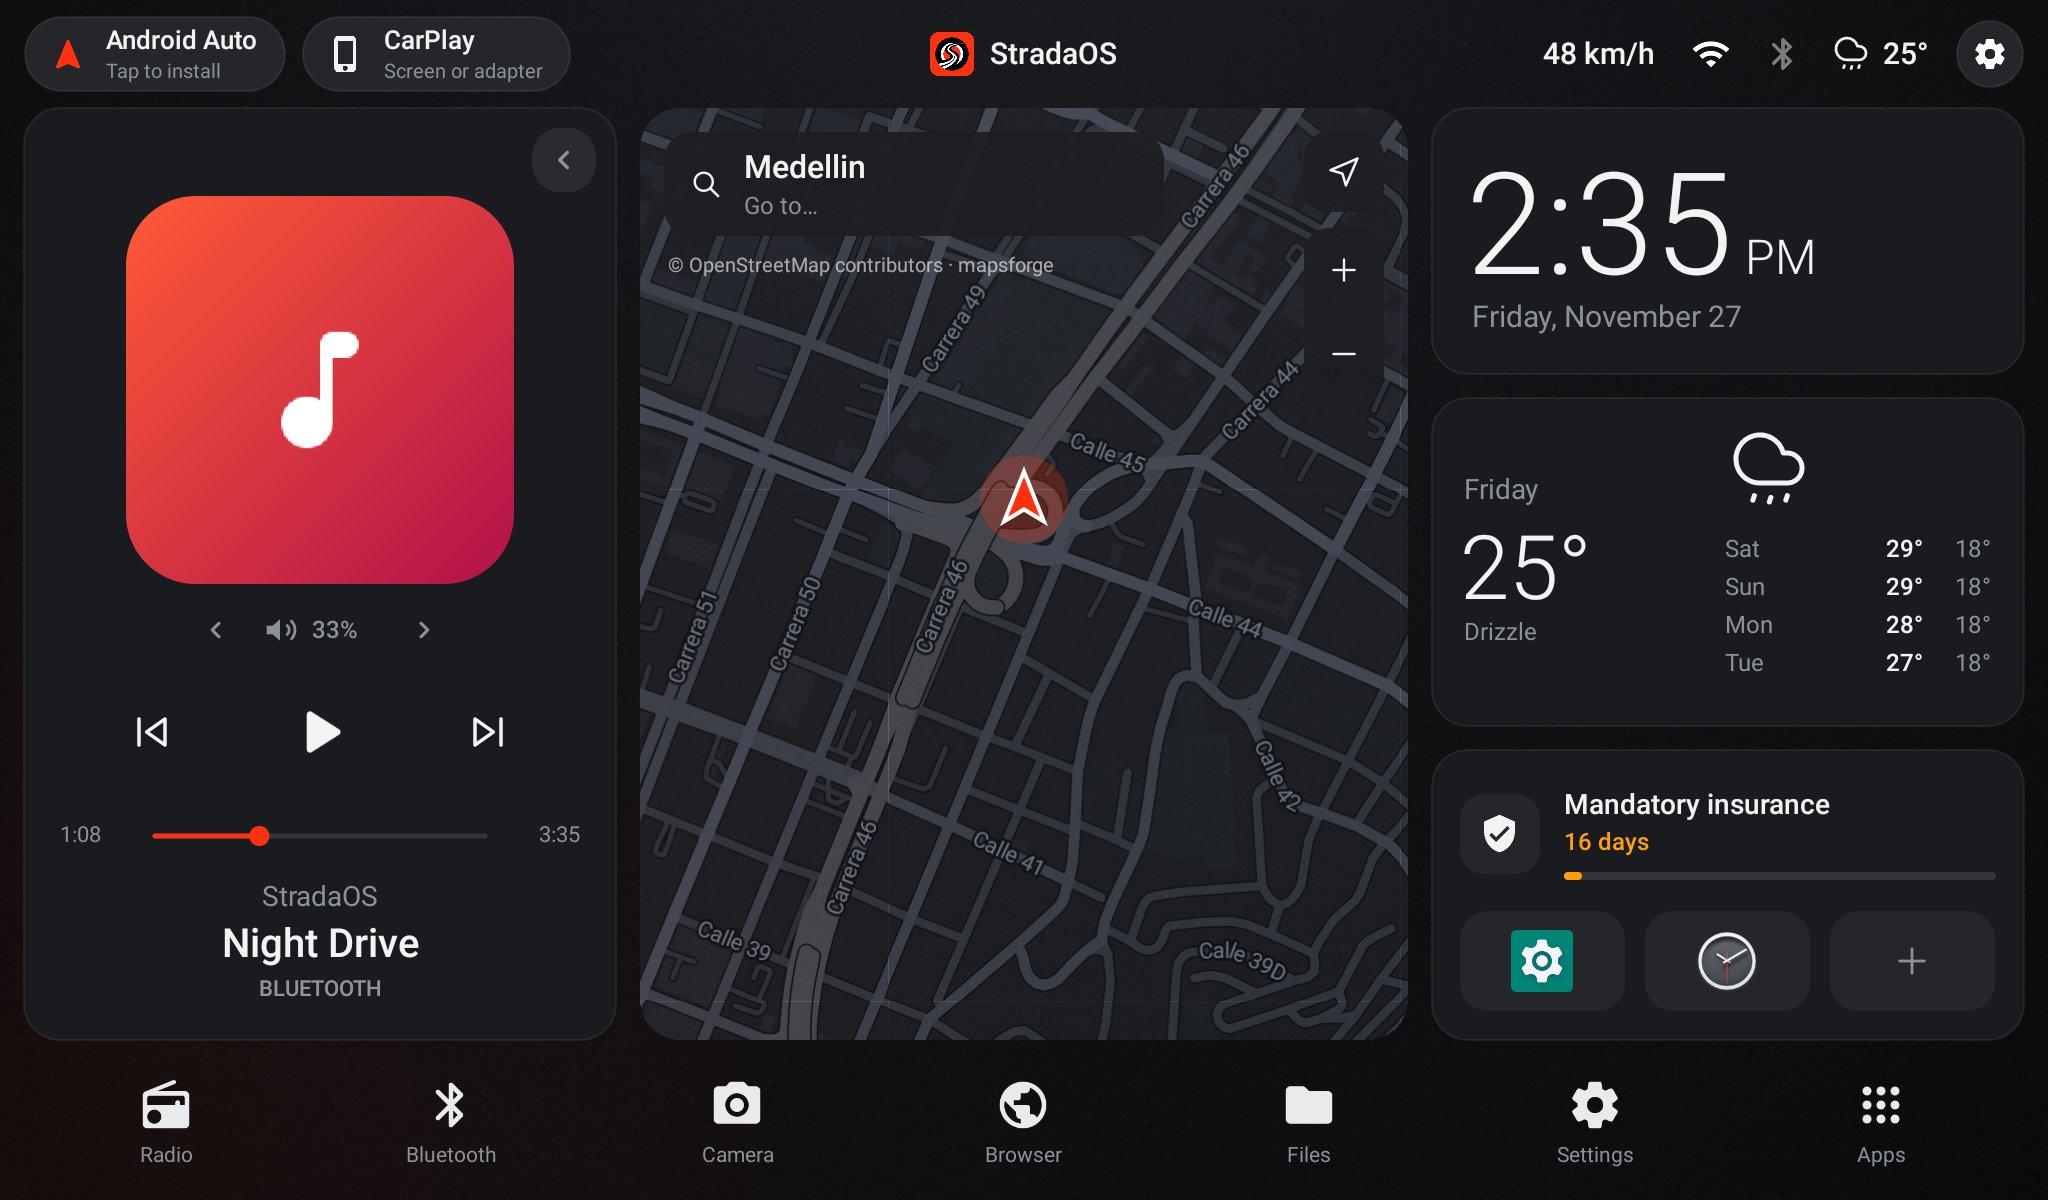 Android Auto
Tap to install
CarPlay
Screen or adapter
StradaOS
48 km/h
25°
Medellin
Go to...
© OpenStreetMap contributors · mapsforge
Carrera 46
Carrera 49
Carrera 44
Calle 45
Carrera 46
Carrera 50
Carrera 51
Calle 44
Calle 42
Carrera 46
Calle 41
Calle 39
Calle 39D
33%
1:08
3:35
StradaOS
Night Drive
BLUETOOTH
2:35 PM
Friday, November 27
Friday
25°
Drizzle
Sat 29° 18°
Sun 29° 18°
Mon 28° 18°
Tue 27° 18°
Mandatory insurance
16 days
Radio
Bluetooth
Camera
Browser
Files
Settings
Apps